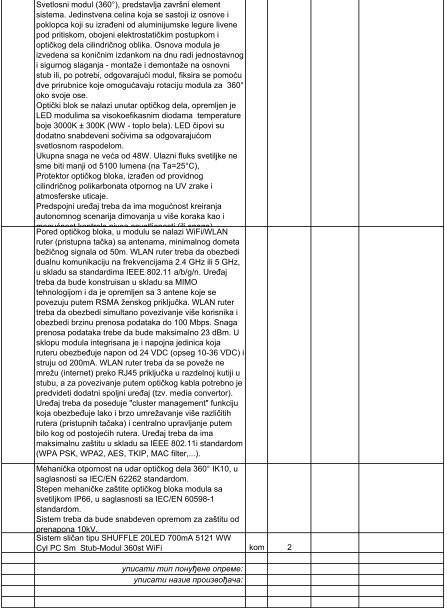 Svetlosni modul (360°), predstavlja završni element
sistema. Jedinstvena celina koja se sastoji iz osnove i
poklopca koji su izrađeni od aluminijumske legure livene
pod pritiskom, obojeni elektrostatičkim postupkom i
optičkog dela cilindričnog oblika. Osnova modula je
izvedena sa koničnim izdankom na dnu radi jednostavnog
i sigurnog slaganja - montaže i demontaže na osnovni
stub ili, po potrebi, odgovarajući modul, fiksira se pomoću
dve prirubnice koje omogućavaju rotaciju modula za 360°
oko svoje ose.
Optički blok se nalazi unutar optičkog dela, opremljen je
LED modulima sa visokoefikasnim diodama temperature
boje 3000K ± 300K (WW - toplo bela). LED čipovi su
dodatno snabdeveni sočivima sa odgovarajućom
svetlosnom raspodelom.
Ukupna snaga ne veća od 48W. Ulazni fluks svetiljke ne
sme biti manji od 5100 lumena (na Ta=25°C),
Protektor optičkog bloka, izrađen od providnog
cilindričnog polikarbonata otpornog na UV zrake i
atmosferske uticaje.
Predspojni uređaj treba da ima mogućnost kreiranja
autonomnog scenarija dimovanja u više koraka kao i
Pored optičkog bloka, u modulu se nalazi WiFi/WLAN
ruter (pristupna tačka) sa antenama, minimalnog dometa
bežičnog signala od 50m. WLAN ruter treba da obezbedi
dualnu komunikaciju na frekvencijama 2.4 GHz ili 5 GHz,
u skladu sa standardima IEEE 802.11 a/b/g/n. Uređaj
treba da bude konstruisan u skladu sa MIMO
tehnologijom i da je opremljen sa 3 antene koje se
povezuju putem RSMA ženskog priključka. WLAN ruter
treba da obezbedi simultano povezivanje više korisnika i
obezbedi brzinu prenosa podataka do 100 Mbps. Snaga
prenosa podataka trebe da bude maksimalno 23 dBm. U
sklopu modula integrisana je i napojna jedinica koja
ruteru obezbeđuje napon od 24 VDC (opseg 10-36 VDC) i
struju od 200mA. WLAN ruter treba da se poveže ne
mrežu (internet) preko RJ45 priključka u razdelnoj kutiji u
stubu, a za povezivanje putem optičkog kabla potrebno je
predvideti dodatni spoljni uređaj (tzv. media convertor).
Uređaj treba da poseduje "cluster management" funkciju
koja obezbeđuje lako i brzo umrežavanje više različitih
rutera (pristupnih tačaka) i centralno upravljanje putem
bilo kog od postojećih rutera. Uređaj treba da ima
maksimalnu zaštitu u skladu sa IEEE 802.11i standardom
(WPA PSK, WPA2, AES, TKIP, MAC filter,...).
Mehanička otpornost na udar optičkog dela 360° IK10, u
saglasnosti sa IEC/EN 62262 standardom.
Stepen mehaničke zaštite optičkog bloka modula sa
svetiljkom IP66, u saglasnosti sa IEC/EN 60598-1
standardom.
Sistem treba da bude snabdeven opremom za zaštitu od
prenapona 10kV.
Sistem sličan tipu SHUFFLE 20LED 700mA 5121 WW
Cyl PC Sm Stub-Modul 360st WiFi kom 2
уписати тип понуђене опреме:
уписати назив произвођача: